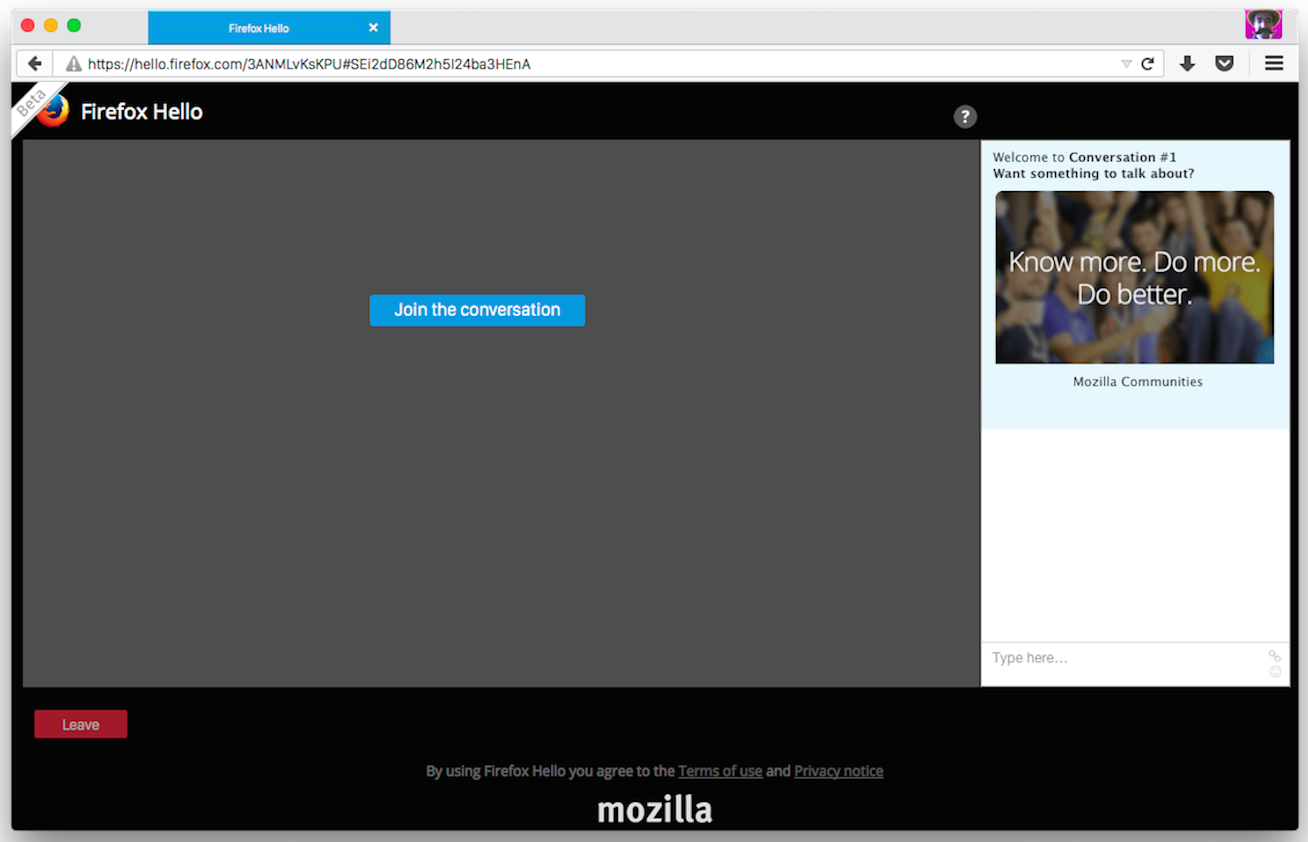 Firefox Hello
https://hello.firefox.com/3ANMLvKsKPU#SEi2dD86M2h5I24ba3HEnA
Beta
Firefox Hello
?
Join the conversation
Welcome to Conversation #1
Want something to talk about?
Know more. Do more.
Do better.
Mozilla Communities
Type here...
Leave
By using Firefox Hello you agree to the Terms of use and Privacy notice
mozilla